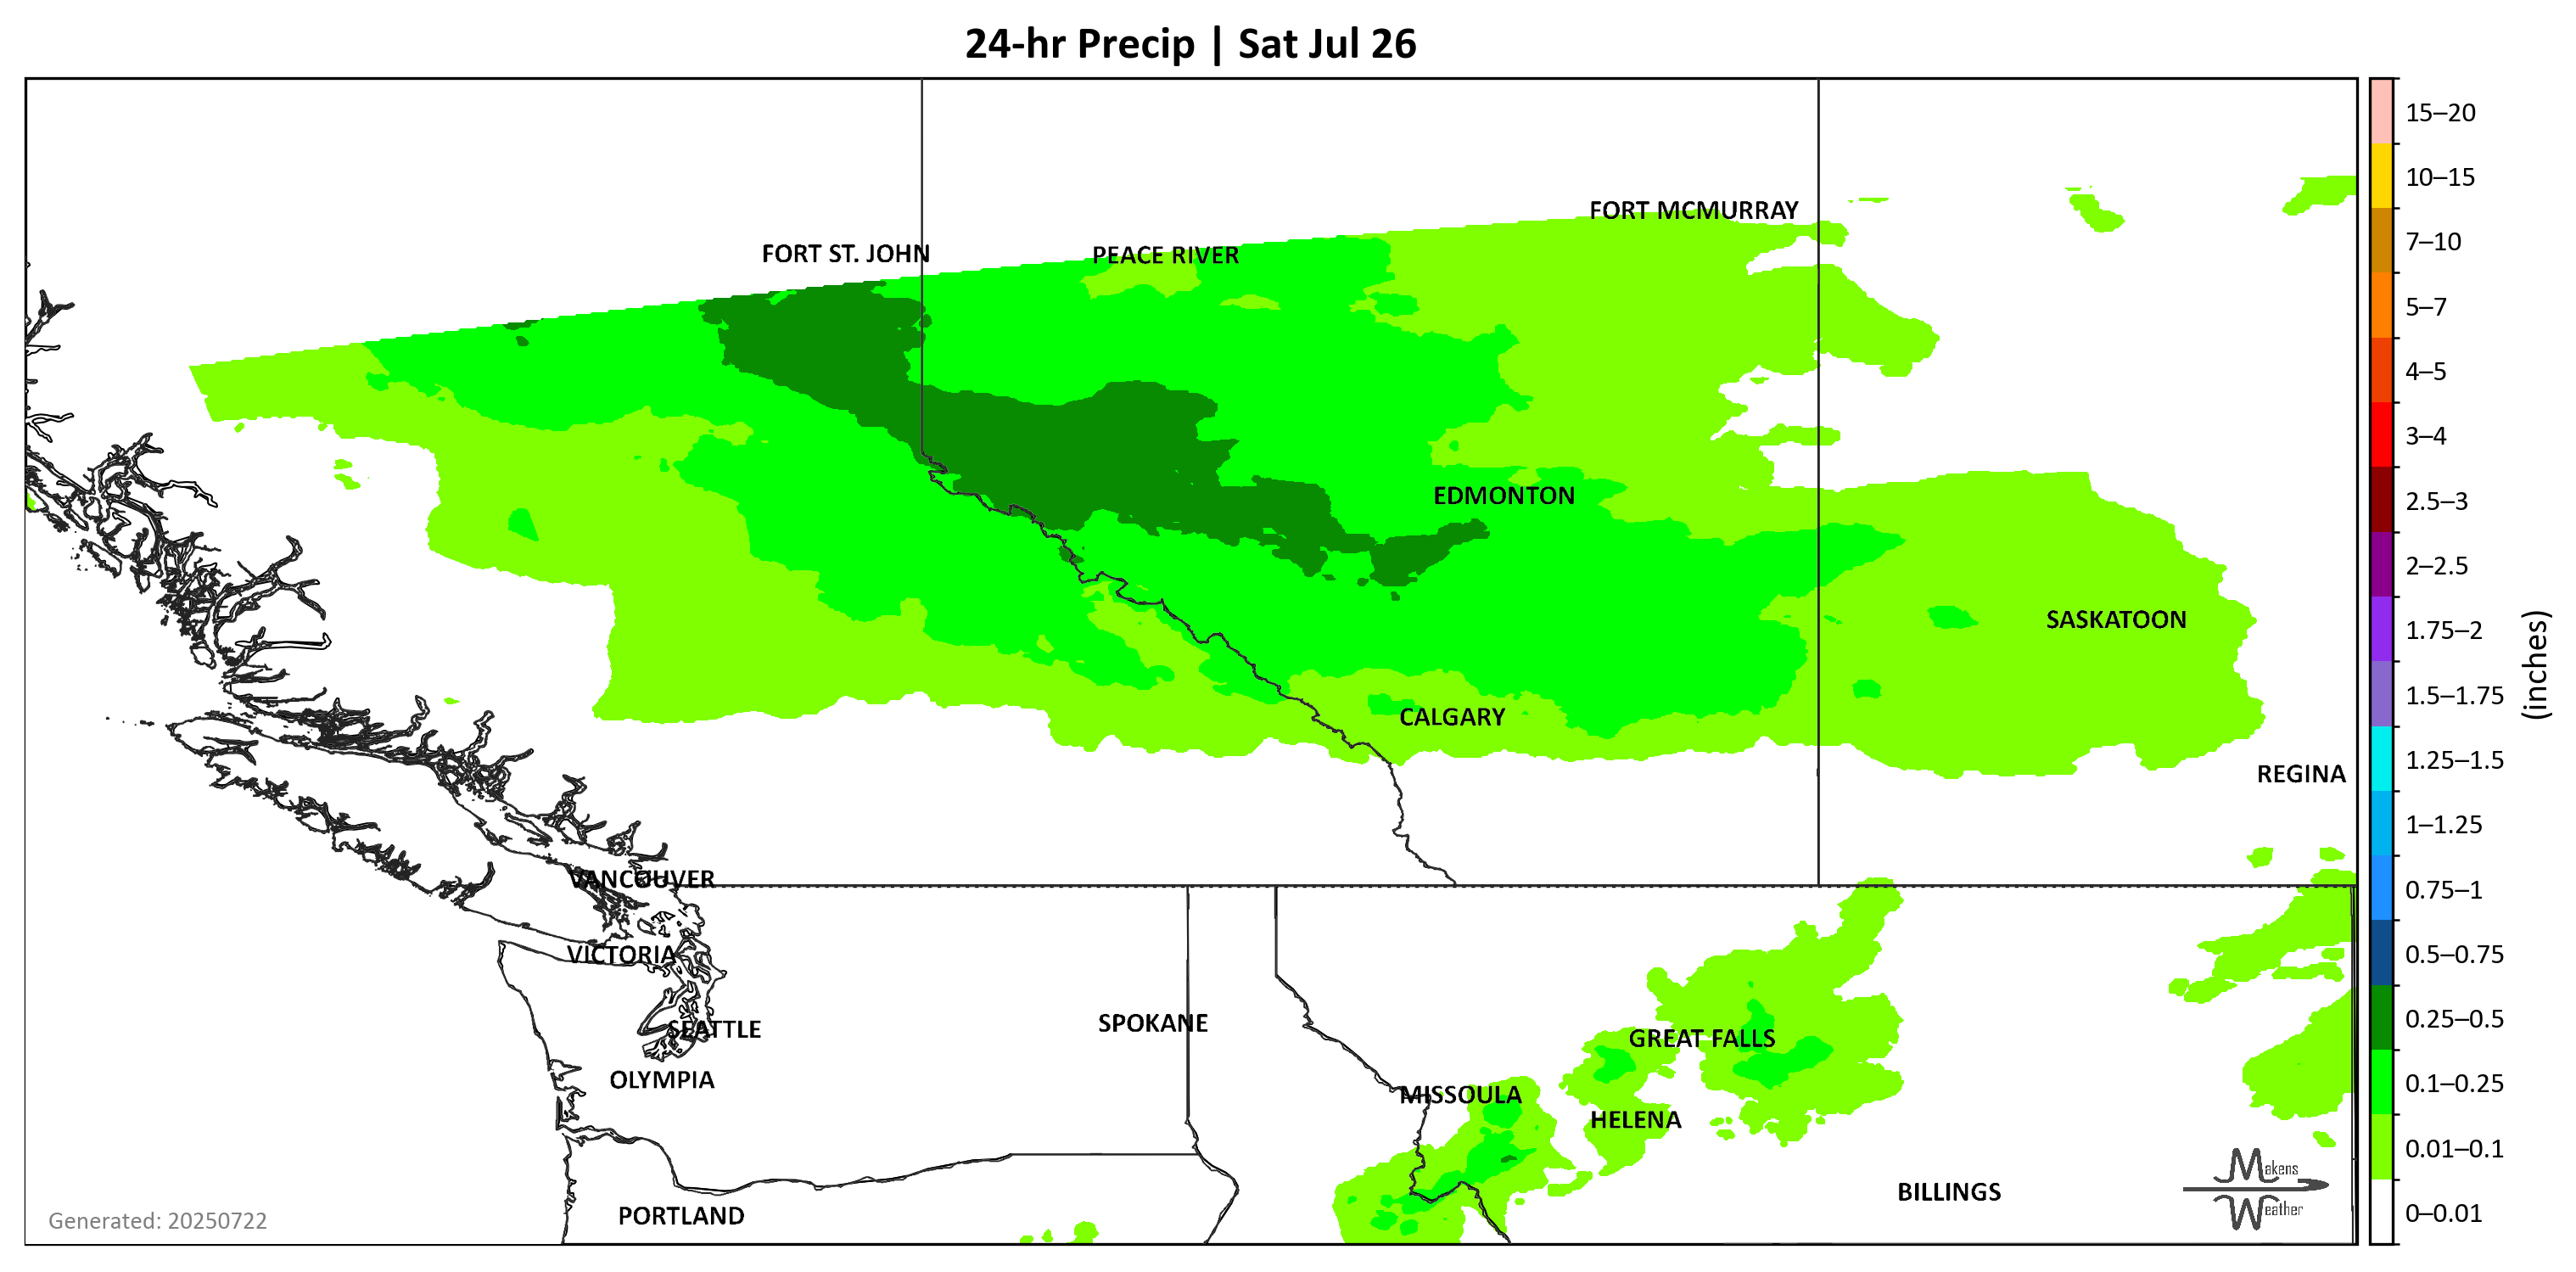 24-hr Precip | Sat Jul 26
15–20
10–15
7–10
5–7
4–5
3–4
2.5–3
2–2.5
1.75–2
1.5–1.75
1.25–1.5
1–1.25
0.75–1
0.5–0.75
0.25–0.5
0.1–0.25
0.01–0.1
0–0.01
(inches)
FORT MCMURRAY
FORT ST. JOHN
PEACE RIVER
EDMONTON
SASKATOON
CALGARY
REGINA
VANCOUVER
VICTORIA
SEATTLE
SPOKANE
GREAT FALLS
OLYMPIA
MISSOULA
HELENA
BILLINGS
PORTLAND
Generated: 20250722
Makens
Weather